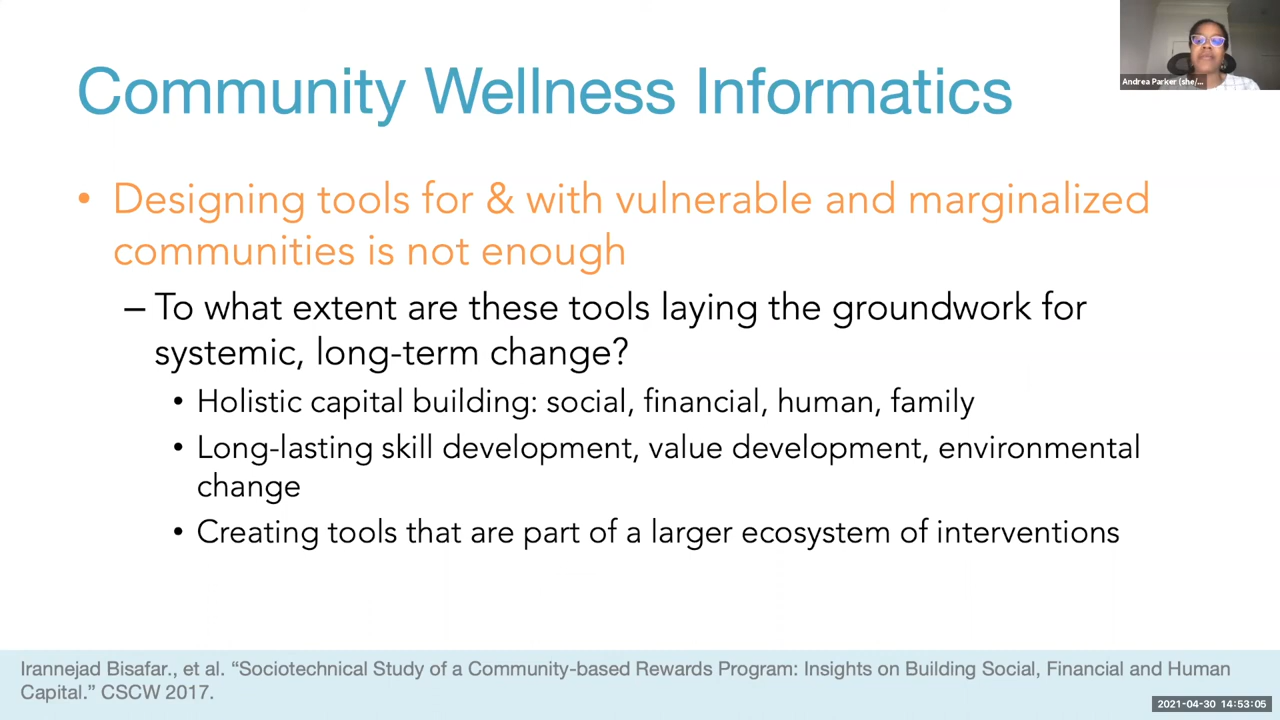 Community Wellness Informatics
Andrea Parker (she/...
• Designing tools for & with vulnerable and marginalized
communities is not enough
– To what extent are these tools laying the groundwork for
systemic, long-term change?
• Holistic capital building: social, financial, human, family
• Long-lasting skill development, value development, environmental
change
• Creating tools that are part of a larger ecosystem of interventions
Irannejad Bisafar., et al. “Sociotechnical Study of a Community-based Rewards Program: Insights on Building Social, Financial and Human
Capital.” CSCW 2017.
2021-04-30 14:53:05